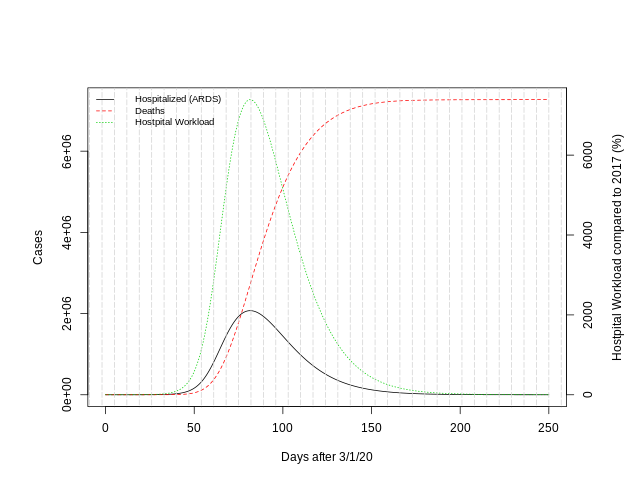 Hospitalized (ARDS)
Deaths
Hostpital Workload
Cases
0e+00
2e+06
4e+06
6e+06
0
2000
4000
6000
Hostpital Workload compared to 2017 (%)
0
50
100
150
200
250
Days after 3/1/20